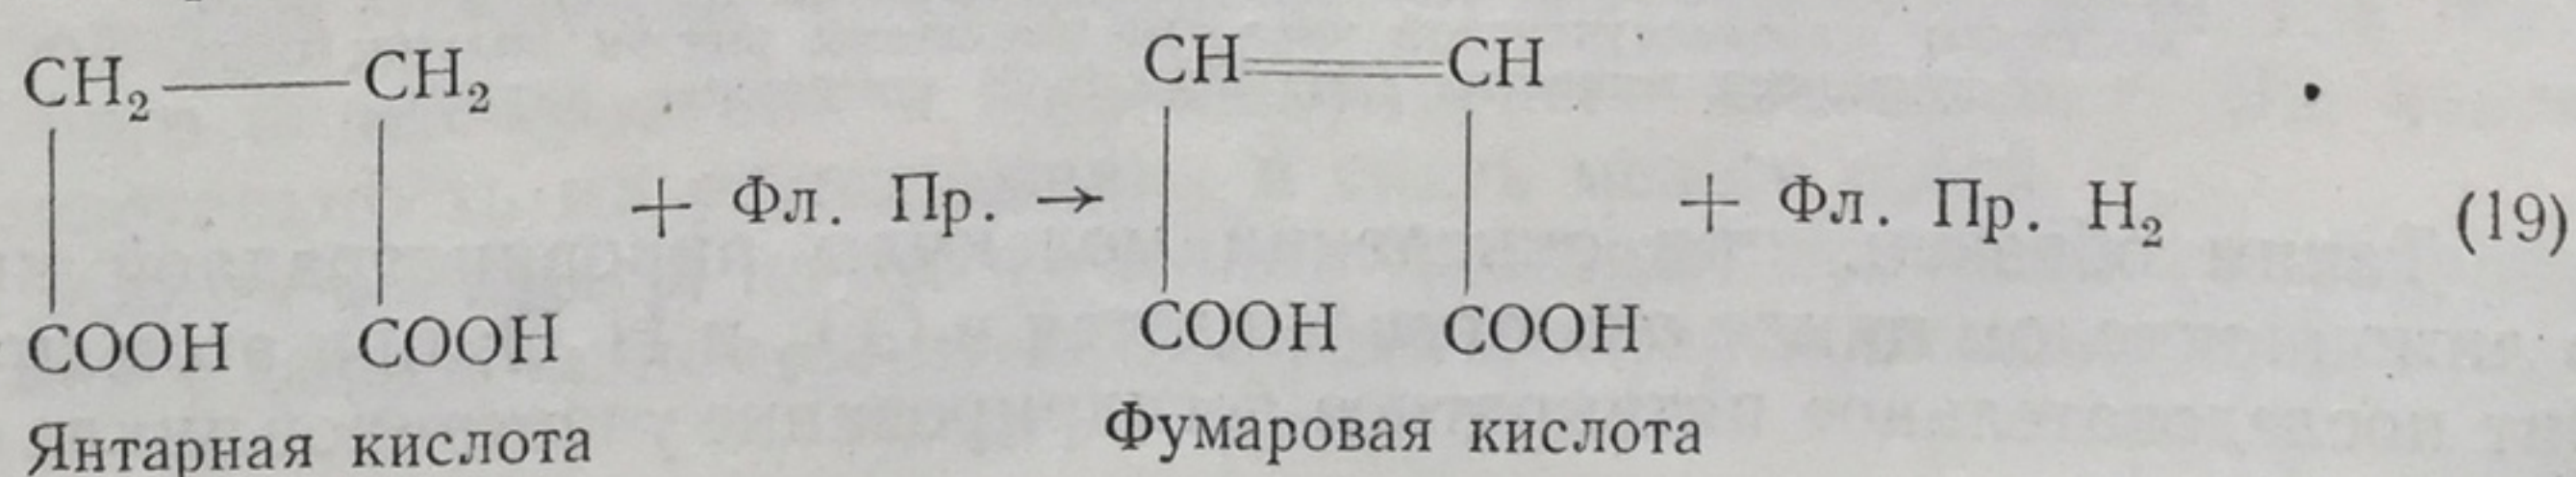 CH₂—CH₂ CH=CH
+ Фл. Пр. → + Фл. Пр. H₂ (19)
COOH COOH COOH COOH
Янтарная кислота Фумаровая кислота